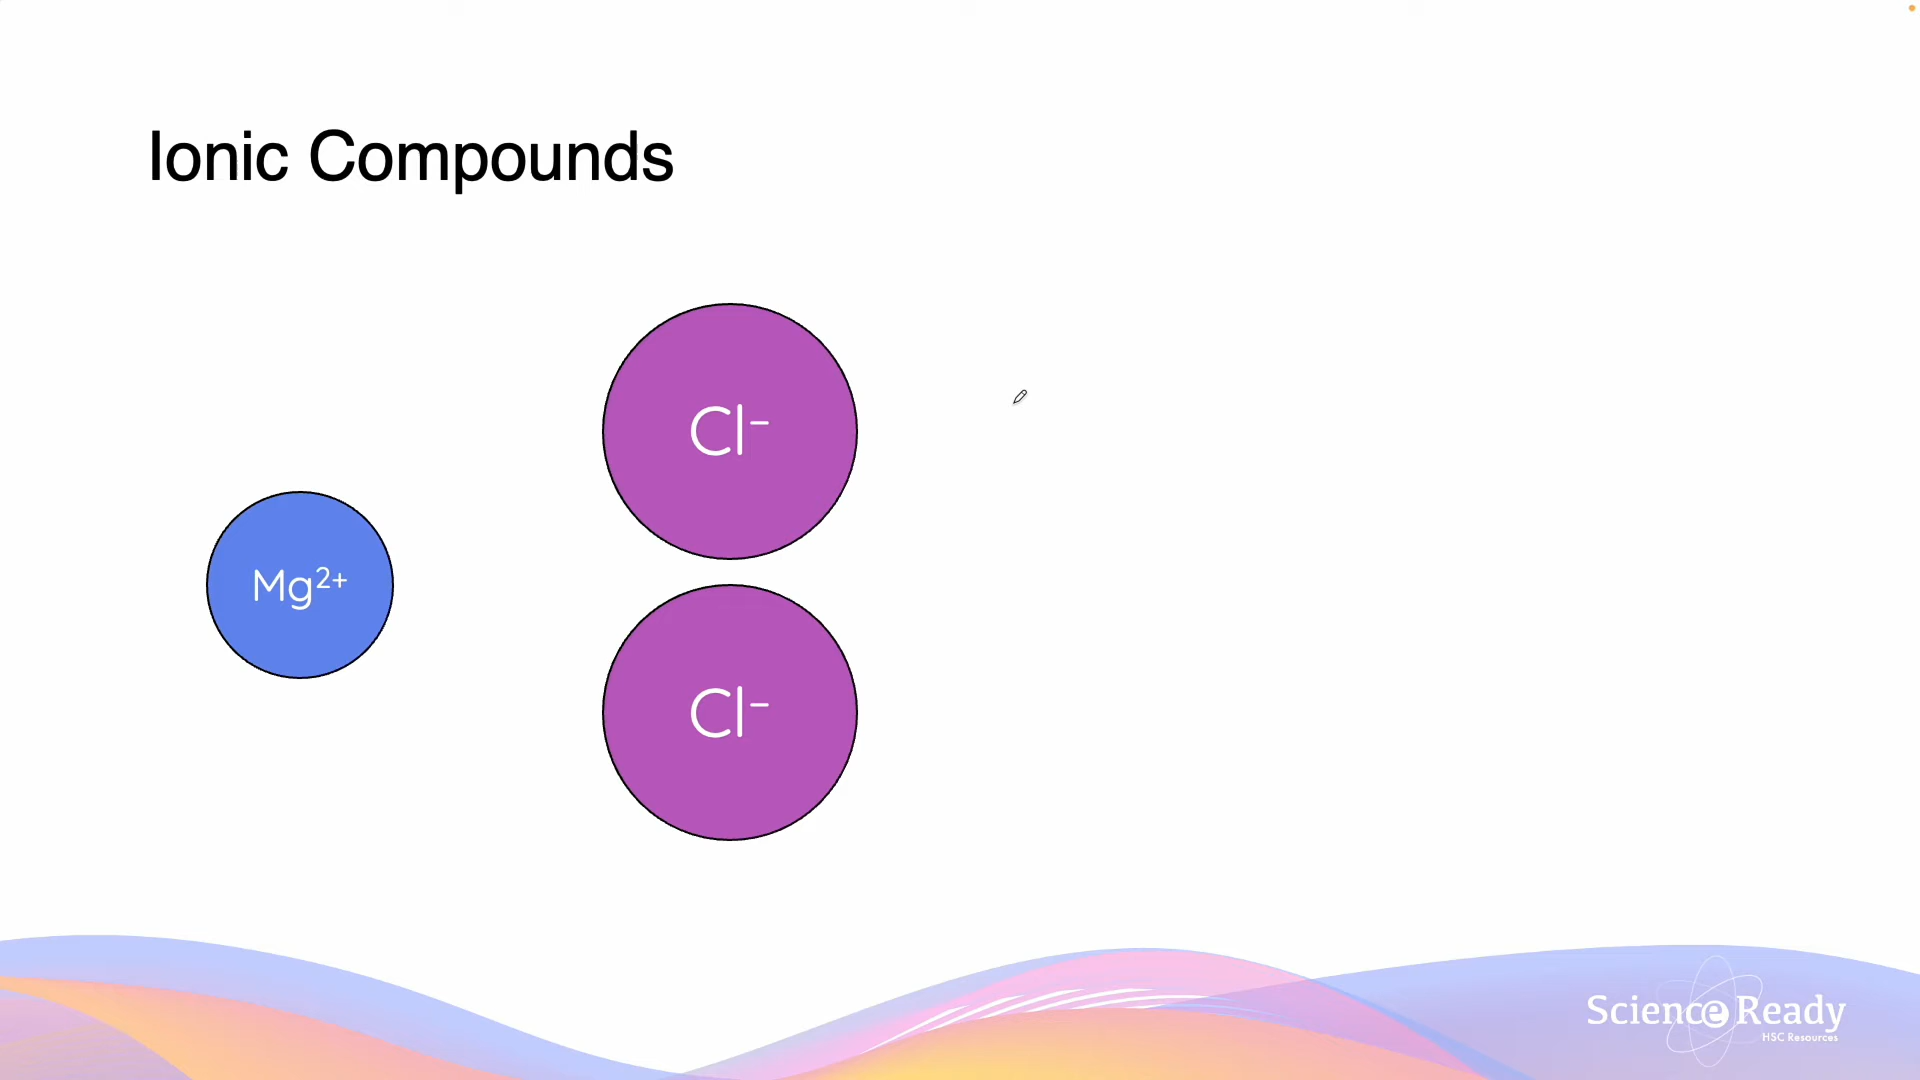 Ionic Compounds
Cl⁻
Mg²⁺
Cl⁻
Science Ready
HSC Resources